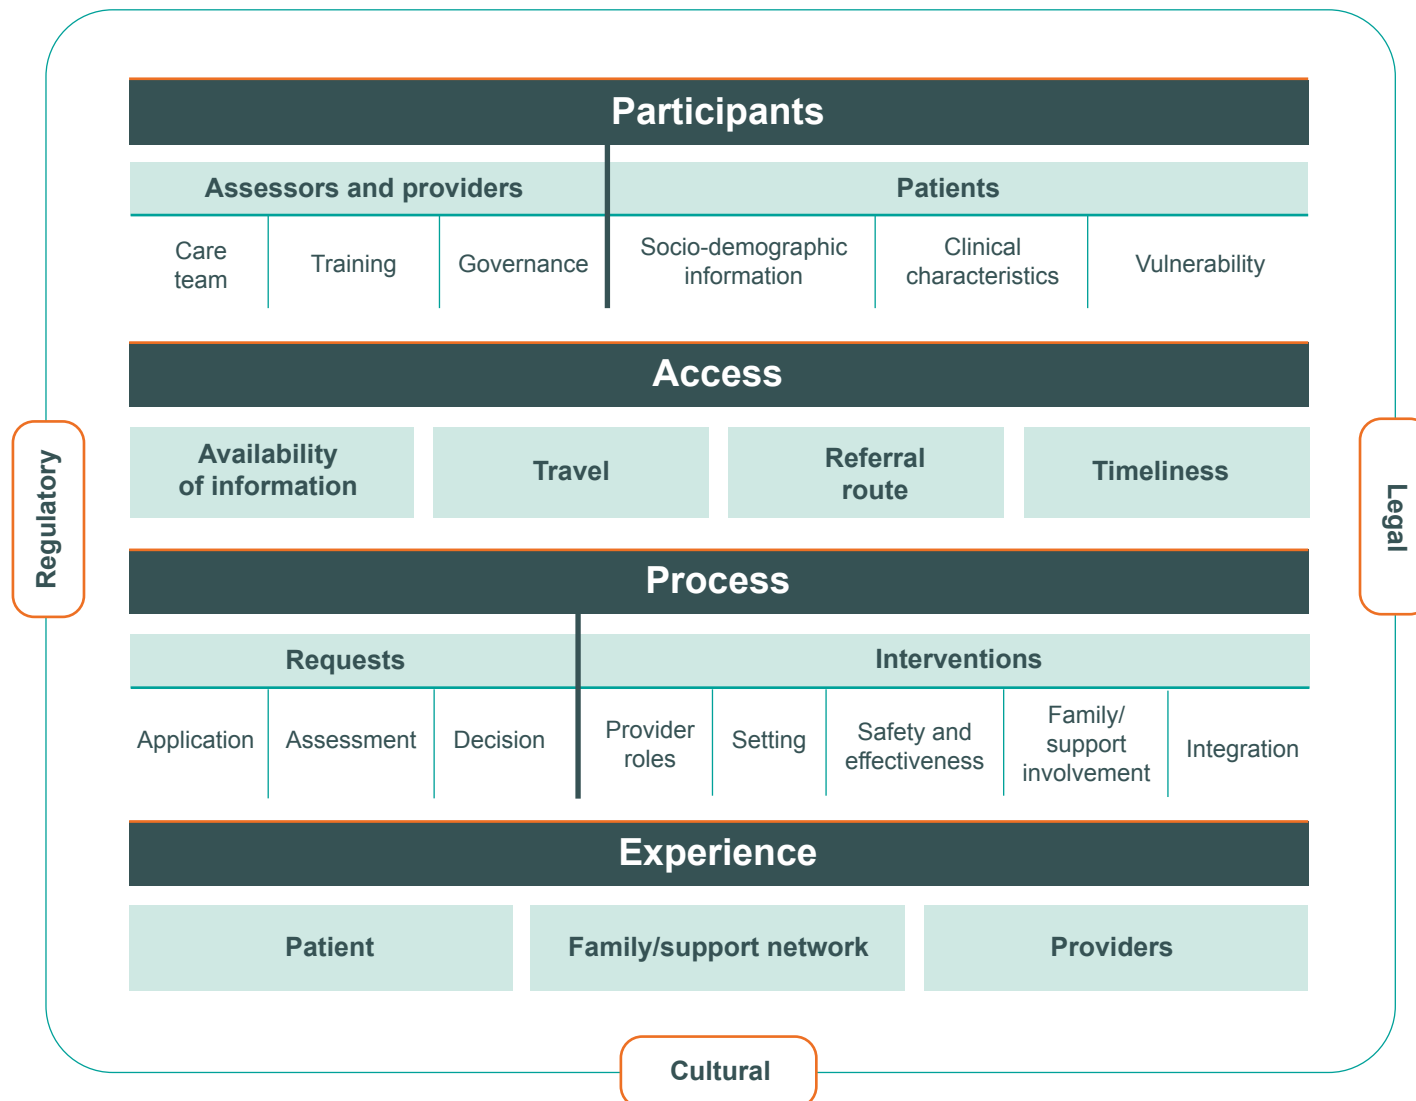 Participants
Assessors and providers
Patients
Care
team
Training
Governance
Socio-demographic
information
Clinical
characteristics
Vulnerability
Access
Availability
of information
Travel
Referral
route
Timeliness
Regulatory
Legal
Process
Requests
Interventions
Application
Assessment
Decision
Provider
roles
Setting
Safety and
effectiveness
Family/
support
involvement
Integration
Experience
Patient
Family/support network
Providers
Cultural